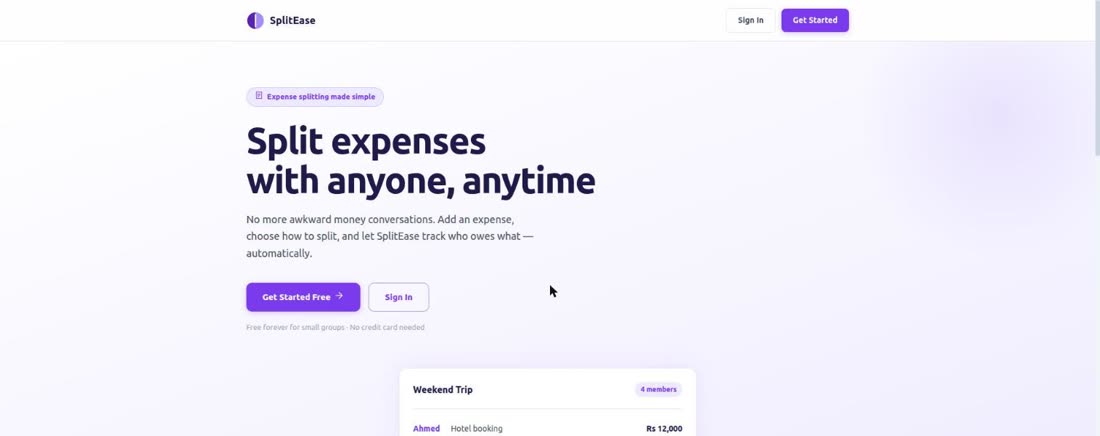 SplitEase
Sign In
Get Started
Expense splitting made simple
Split expenses
with anyone, anytime
No more awkward money conversations. Add an expense,
choose how to split, and let SplitEase track who owes what —
automatically.
Get Started Free →
Sign In
Free forever for small groups · No credit card needed
Weekend Trip
4 members
Ahmed Hotel booking Rs 12,000